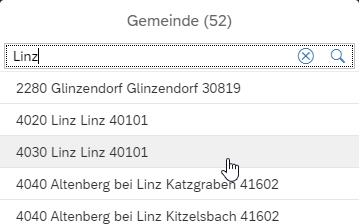 Gemeinde (52)
Linz
2280 Glinzendorf Glinzendorf 30819
4020 Linz Linz 40101
4030 Linz Linz 40101
4040 Altenberg bei Linz Katzgraben 41602
4040 Altenberg bei Linz Kitzelsbach 41602